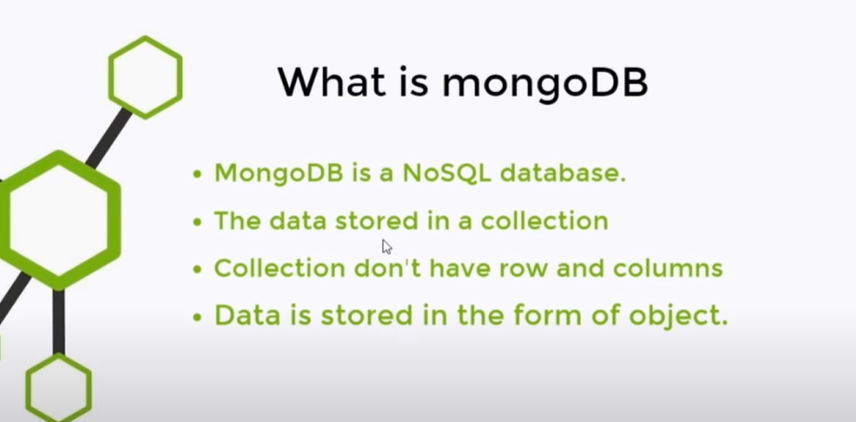 What is mongoDB
• MongoDB is a NoSQL database.
• The data stored in a collection
• Collection don't have row and columns
• Data is stored in the form of object.